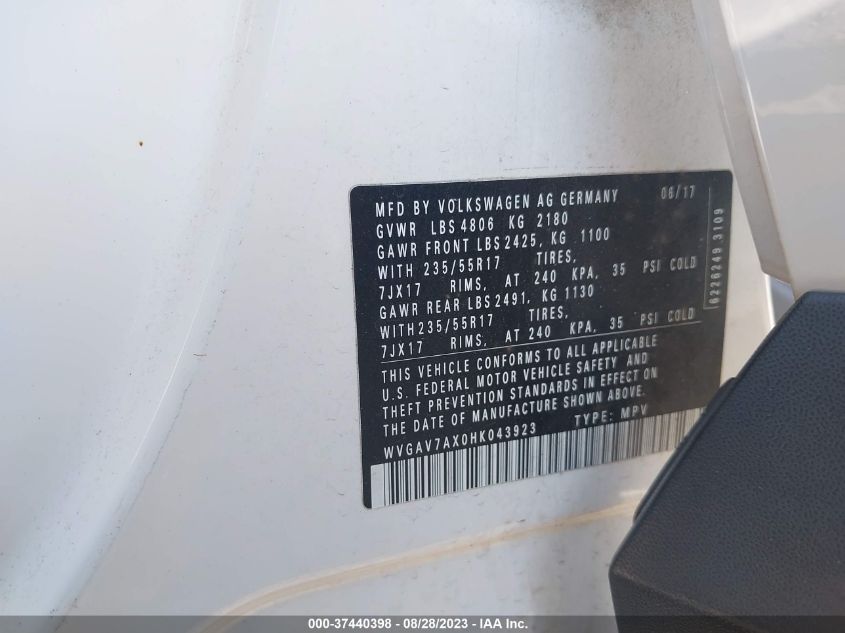 MFD BY VOLKSWAGEN AG GERMANY 06/17
GVWR LBS 4806 KG 2180
GAWR FRONT LBS 2425, KG 1100
WITH 235/55R17 TIRES,
7JX17 RIMS, AT 240 KPA, 35 PSI COLD
GAWR REAR LBS 2491, KG 1130
WITH 235/55R17 TIRES,
7JX17 RIMS, AT 240 KPA, 35 PSI COLD
THIS VEHICLE CONFORMS TO ALL APPLICABLE
U.S. FEDERAL MOTOR VEHICLE SAFETY AND
THEFT PREVENTION STANDARDS IN EFFECT ON
THE DATE OF MANUFACTURE SHOWN ABOVE.
WVGAV7AX0HK043923 TYPE: MPV
6226249.3109
000-37440398 - 08/28/2023 - IAA Inc.